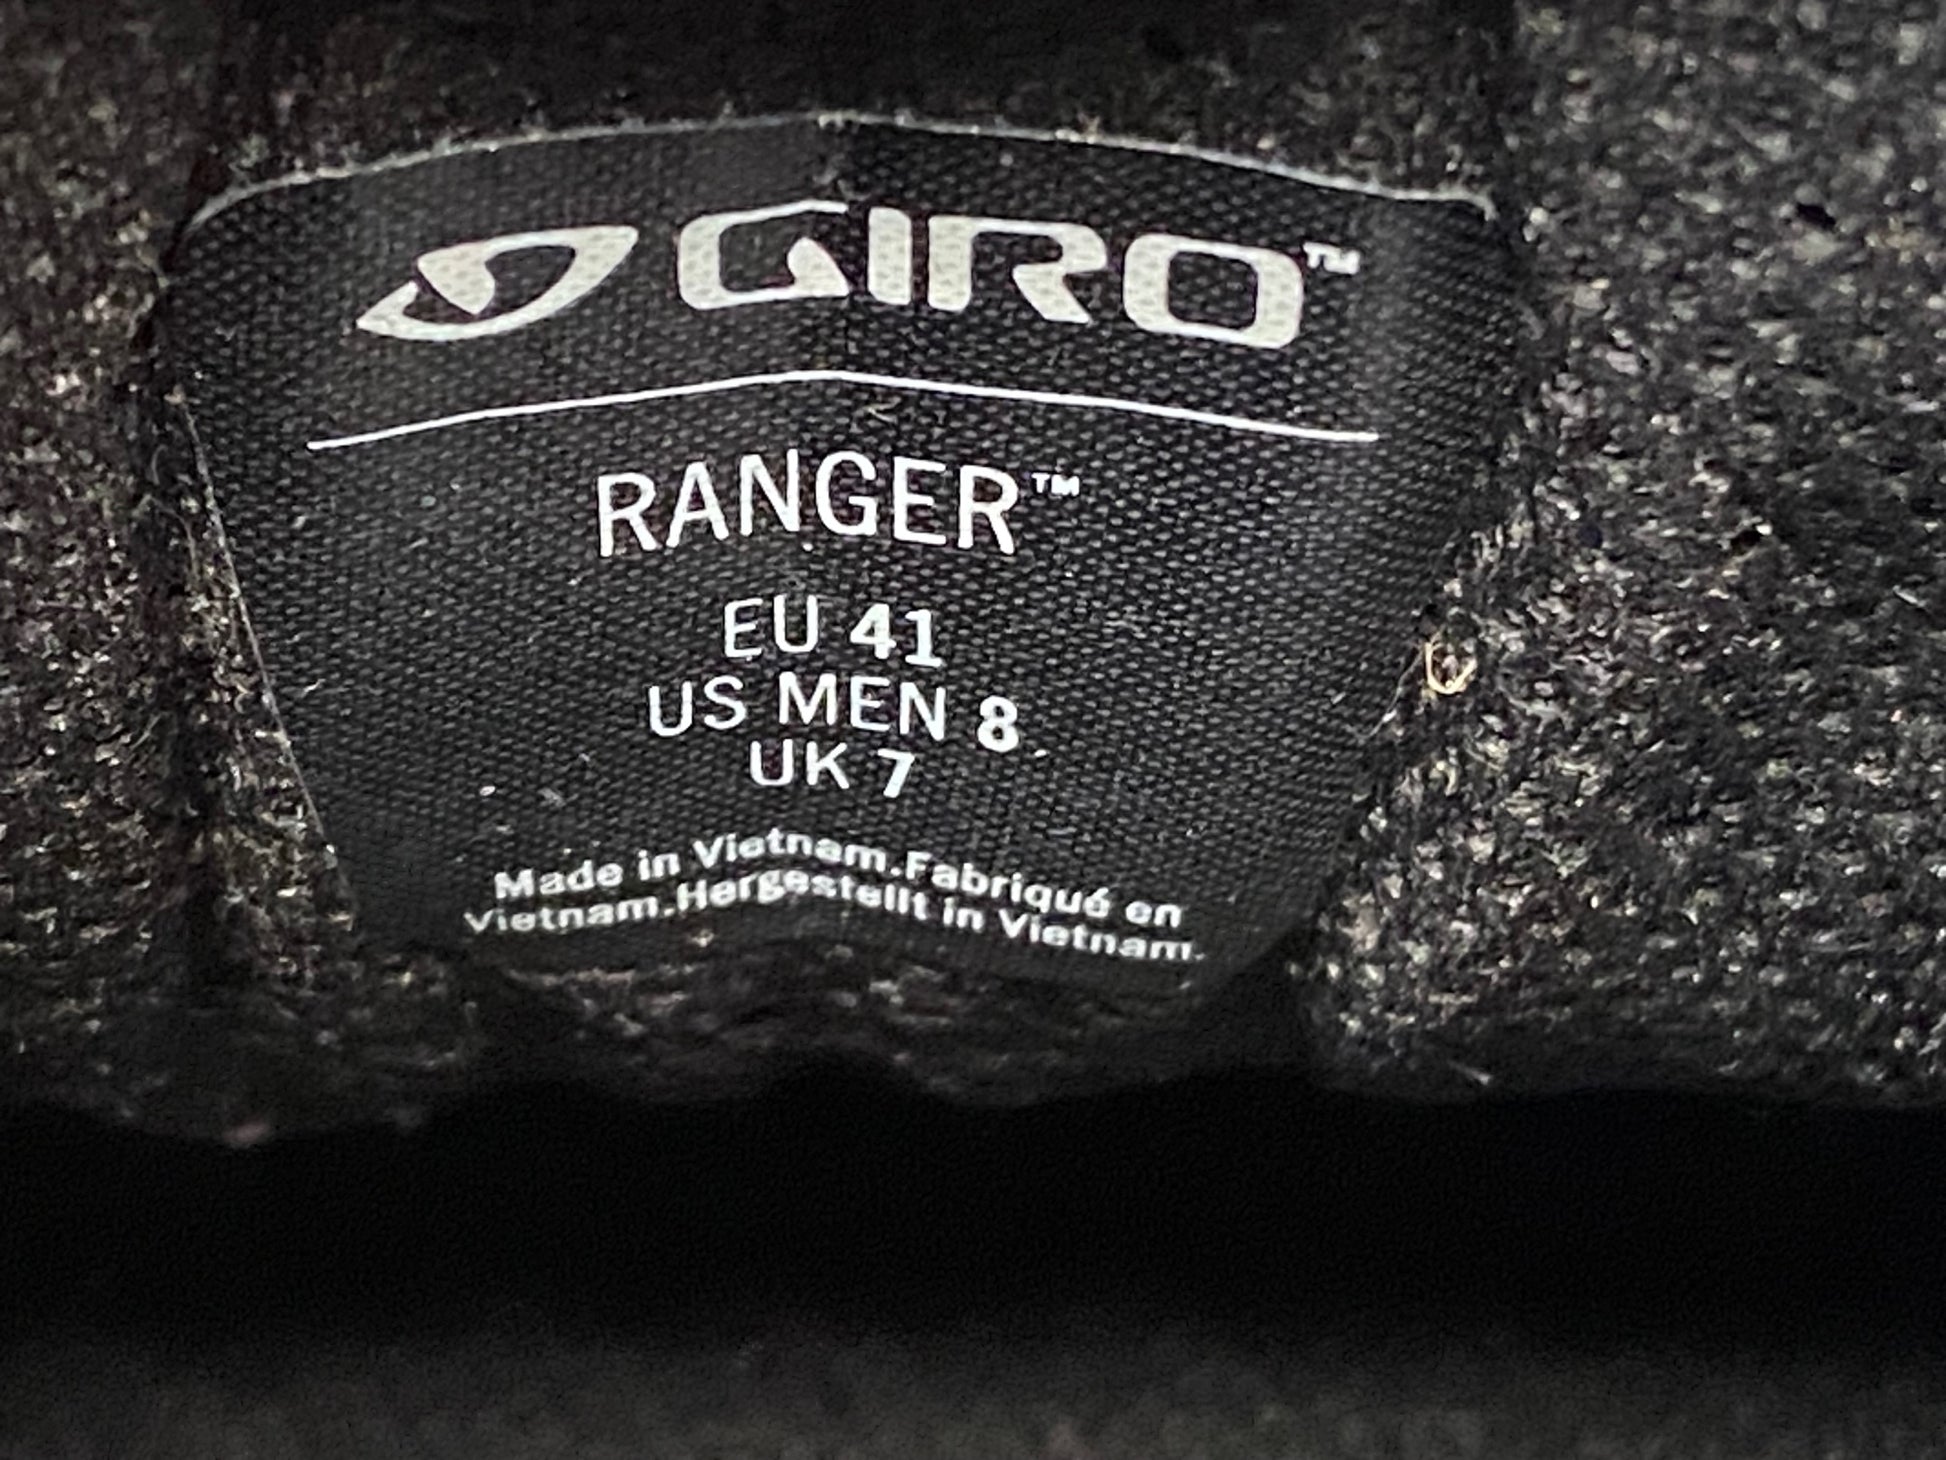 GIRO™
RANGER™
EU 41
US MEN 8
UK 7
Made in Vietnam.Fabriqué en
Vietnam.Hergestellt in Vietnam.